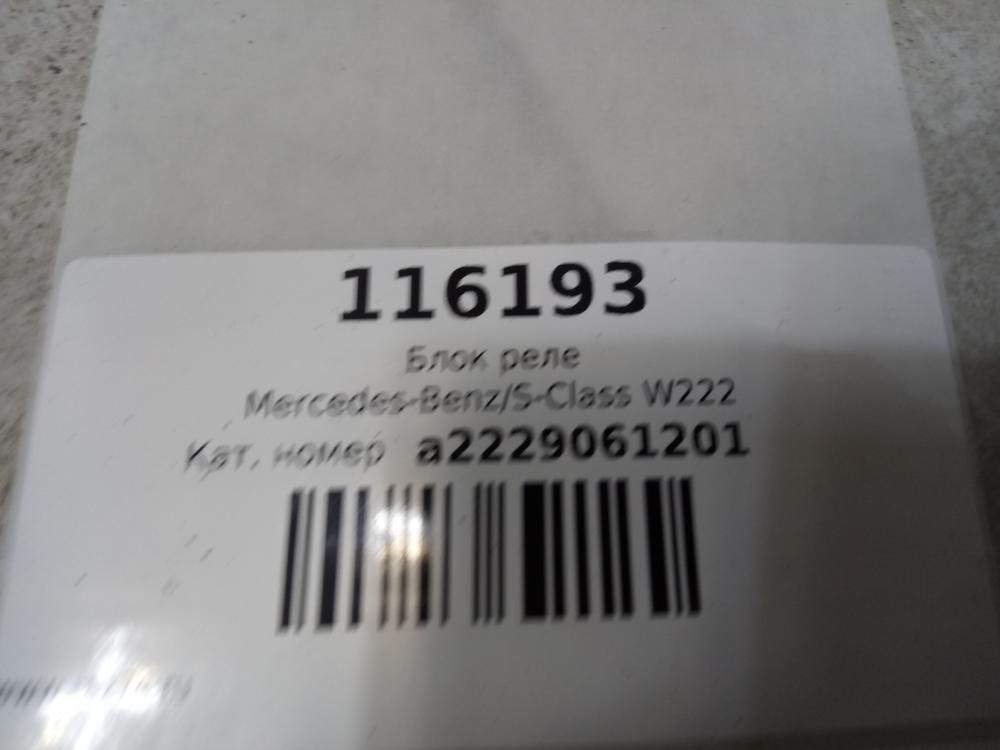 116193
Блок реле
Mercedes-Benz/S-Class W222
Кат. номер a2229061201